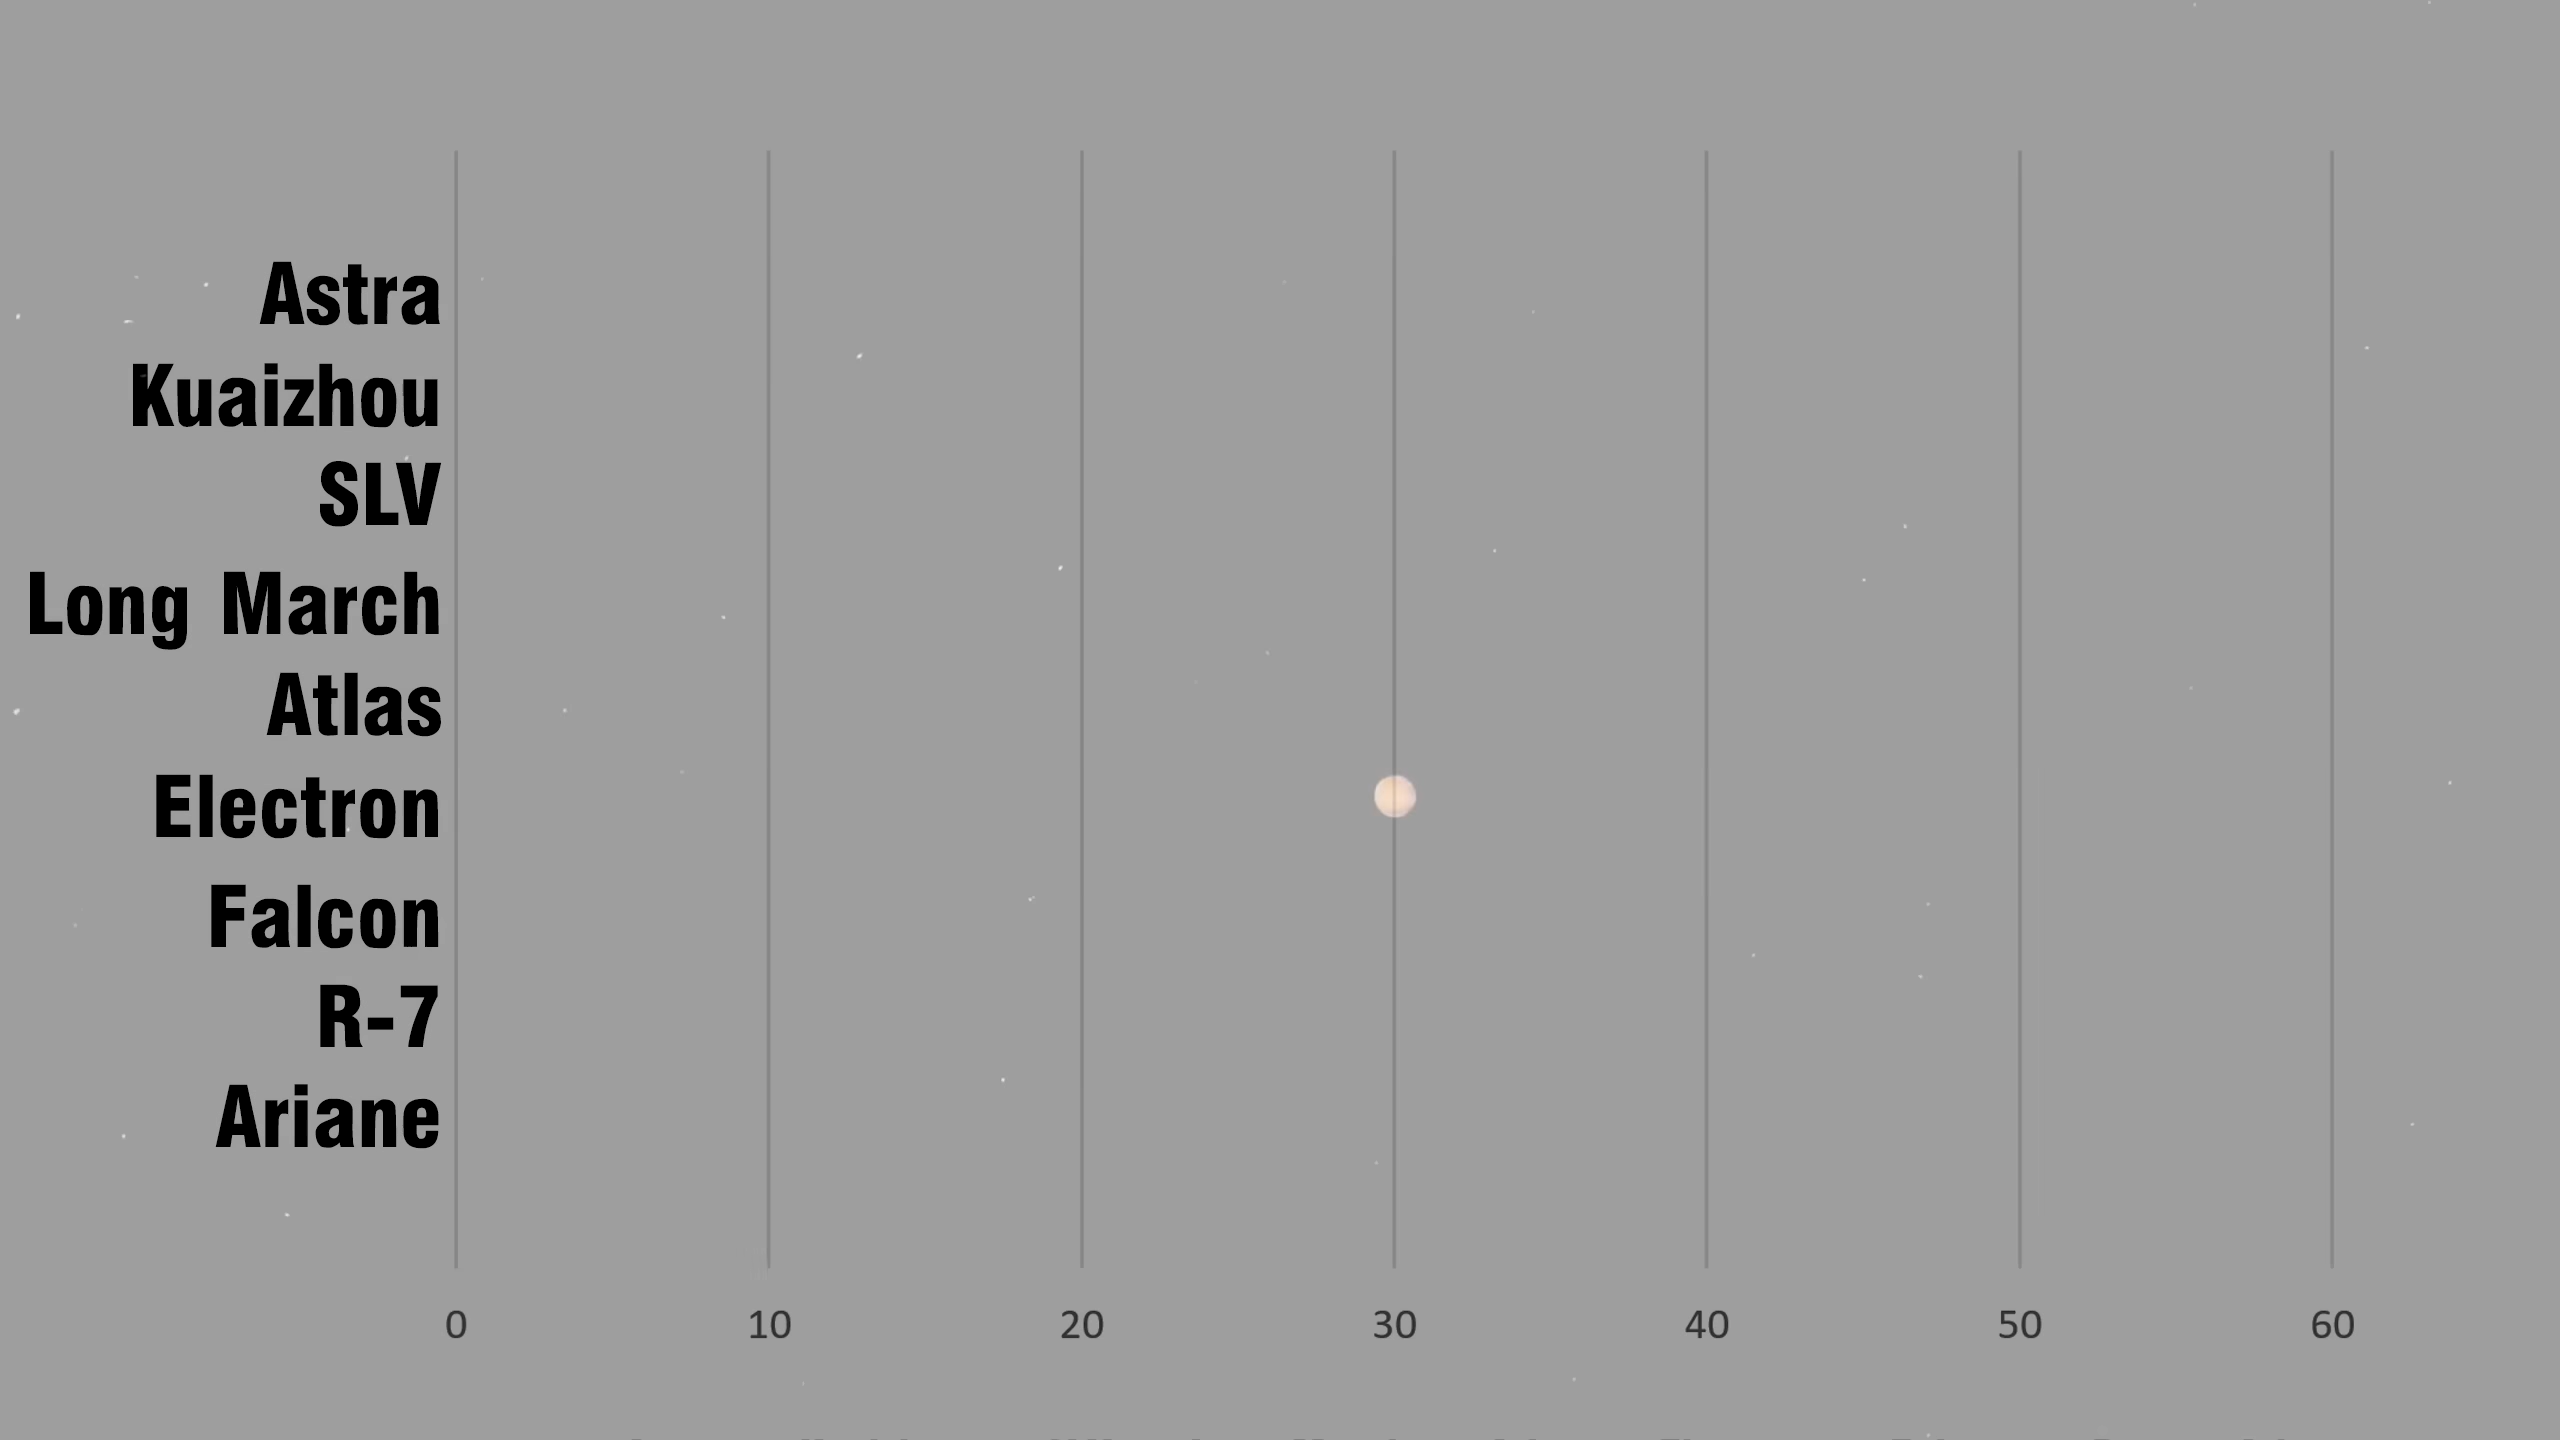 Astra
Kuaizhou
SLV
Long March
Atlas
Electron
Falcon
R-7
Ariane
0 10 20 30 40 50 60